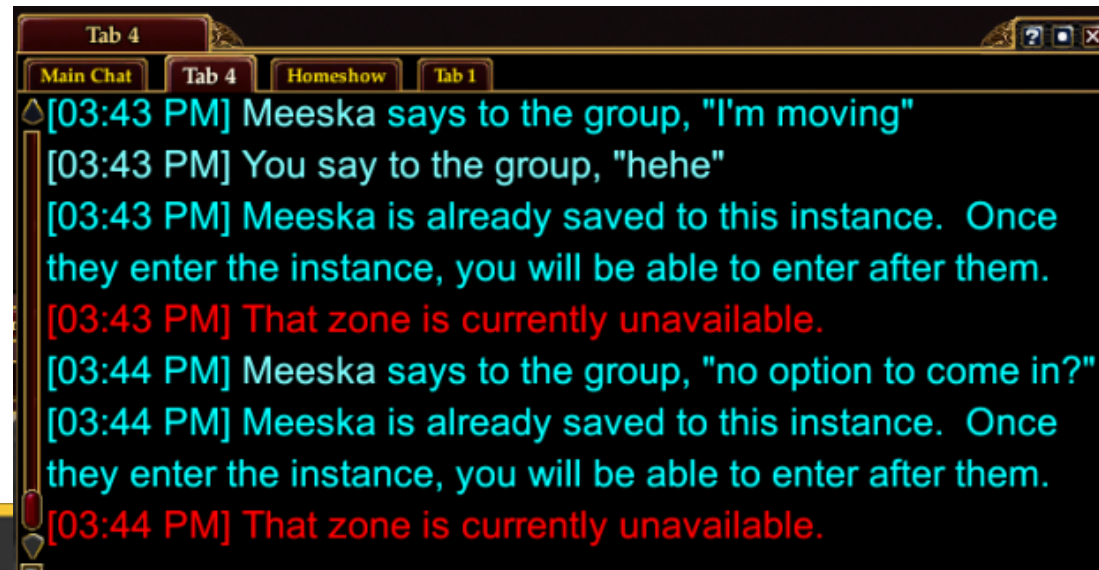 Tab 4
Main Chat Tab 4 Homeshow Tab 1
[03:43 PM] Meeska says to the group, "I'm moving"
[03:43 PM] You say to the group, "hehe"
[03:43 PM] Meeska is already saved to this instance.  Once
they enter the instance, you will be able to enter after them.
[03:43 PM] That zone is currently unavailable.
[03:44 PM] Meeska says to the group, "no option to come in?"
[03:44 PM] Meeska is already saved to this instance.  Once
they enter the instance, you will be able to enter after them.
[03:44 PM] That zone is currently unavailable.